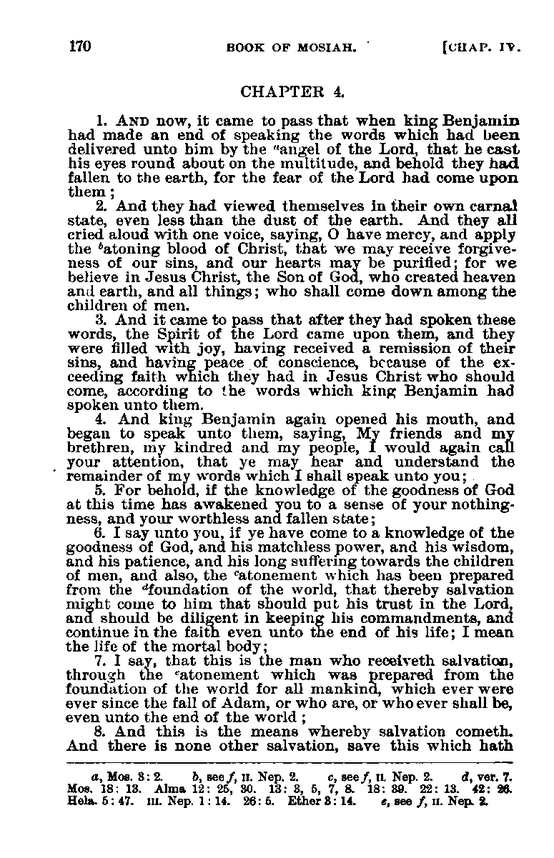 170 BOOK OF MOSIAH. [CHAP. IV.
CHAPTER 4.
1. AND now, it came to pass that when king Benjamin
had made an end of speaking the words which had been
delivered unto him by the ᵃangel of the Lord, that he cast
his eyes round about on the multitude, and behold they had
fallen to the earth, for the fear of the Lord had come upon
them;
2. And they had viewed themselves in their own carnal
state, even less than the dust of the earth. And they all
cried aloud with one voice, saying, O have mercy, and apply
the ᵇatoning blood of Christ, that we may receive forgive-
ness of our sins, and our hearts may be purified; for we
believe in Jesus Christ, the Son of God, who created heaven
and earth, and all things; who shall come down among the
children of men.
3. And it came to pass that after they had spoken these
words, the Spirit of the Lord came upon them, and they
were filled with joy, having received a remission of their
sins, and having peace of conscience, because of the ex-
ceeding faith which they had in Jesus Christ who should
come, according to the words which king Benjamin had
spoken unto them.
4. And king Benjamin again opened his mouth, and
began to speak unto them, saying, My friends and my
brethren, my kindred and my people, I would again call
your attention, that ye may hear and understand the
remainder of my words which I shall speak unto you;
5. For behold, if the knowledge of the goodness of God
at this time has awakened you to a sense of your nothing-
ness, and your worthless and fallen state;
6. I say unto you, if ye have come to a knowledge of the
goodness of God, and his matchless power, and his wisdom,
and his patience, and his long suffering towards the children
of men, and also, the ᶜatonement which has been prepared
from the ᵈfoundation of the world, that thereby salvation
might come to him that should put his trust in the Lord,
and should be diligent in keeping his commandments, and
continue in the faith even unto the end of his life; I mean
the life of the mortal body;
7. I say, that this is the man who receiveth salvation,
through the ᵉatonement which was prepared from the
foundation of the world for all mankind, which ever were
ever since the fall of Adam, or who are, or who ever shall be,
even unto the end of the world;
8. And this is the means whereby salvation cometh.
And there is none other salvation, save this which hath
a, Mos. 3:2. b, see f, II. Nep. 2. c, see f, II. Nep. 2. d, ver. 7.
Mos. 18:13. Alma 12:25, 30. 13:3, 5, 7, 8. 18:39. 22:13. 42:26.
Hela. 5:47. III. Nep. 1:14. 26:5. Ether 3:14. e, see f, II. Nep. 2.